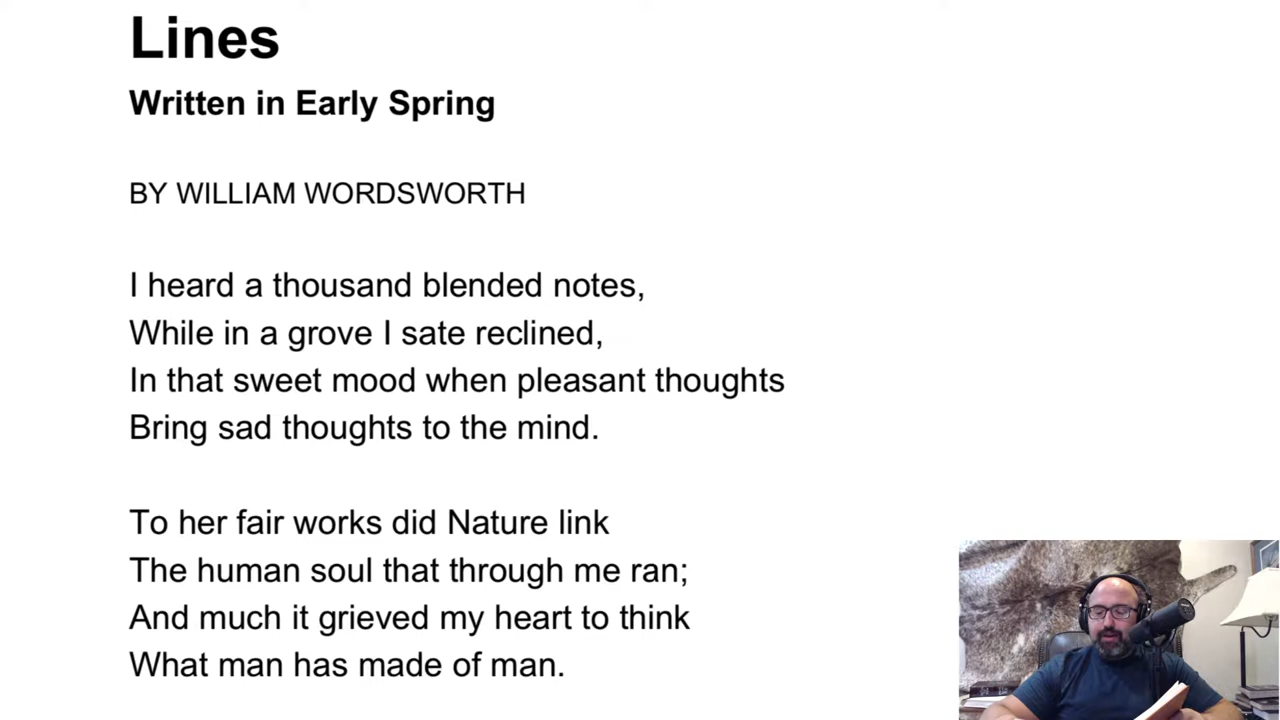 Lines
Written in Early Spring
BY WILLIAM WORDSWORTH
I heard a thousand blended notes,
While in a grove I sate reclined,
In that sweet mood when pleasant thoughts
Bring sad thoughts to the mind.
To her fair works did Nature link
The human soul that through me ran;
And much it grieved my heart to think
What man has made of man.